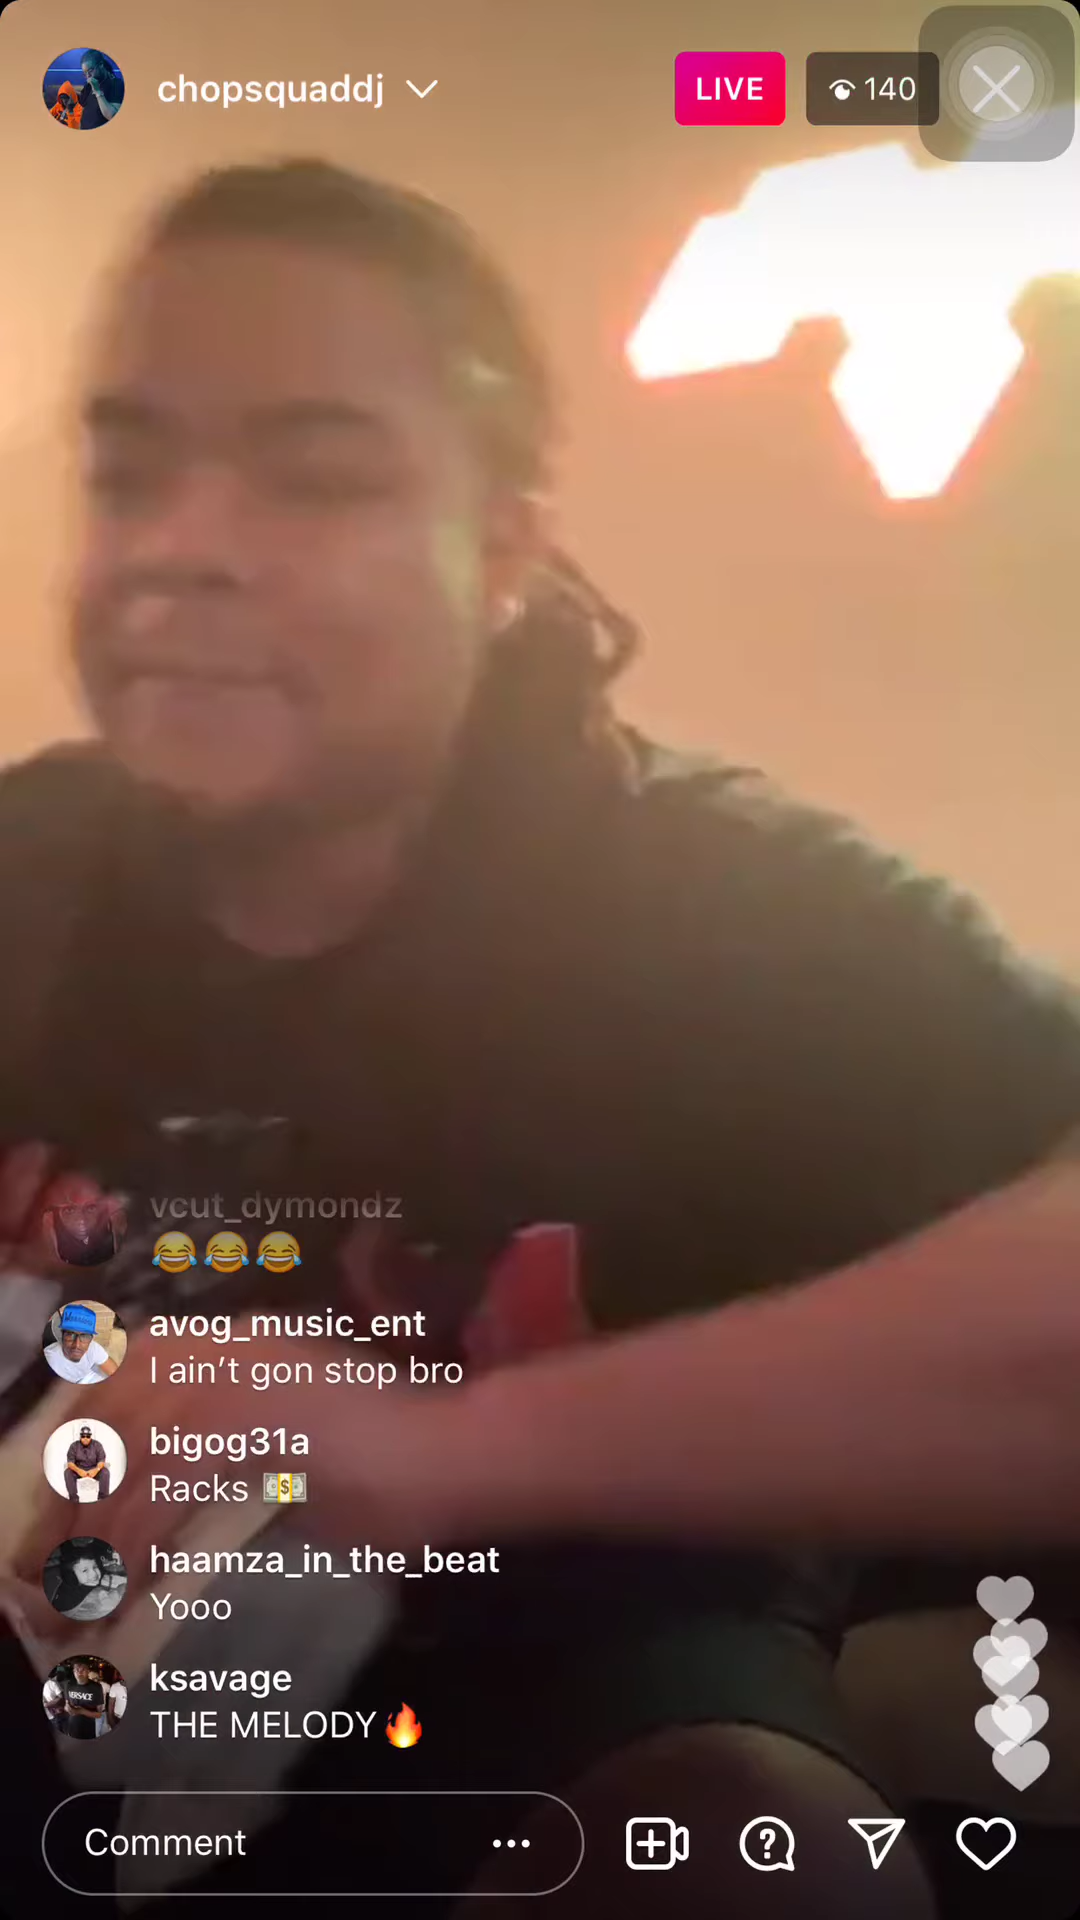 chopsquaddj
LIVE
140
vcut_dymondz
😂😂😂
avog_music_ent
I ain't gon stop bro
bigog31a
Racks 💵
haamza_in_the_beat
Yooo
ksavage
THE MELODY🔥
Comment